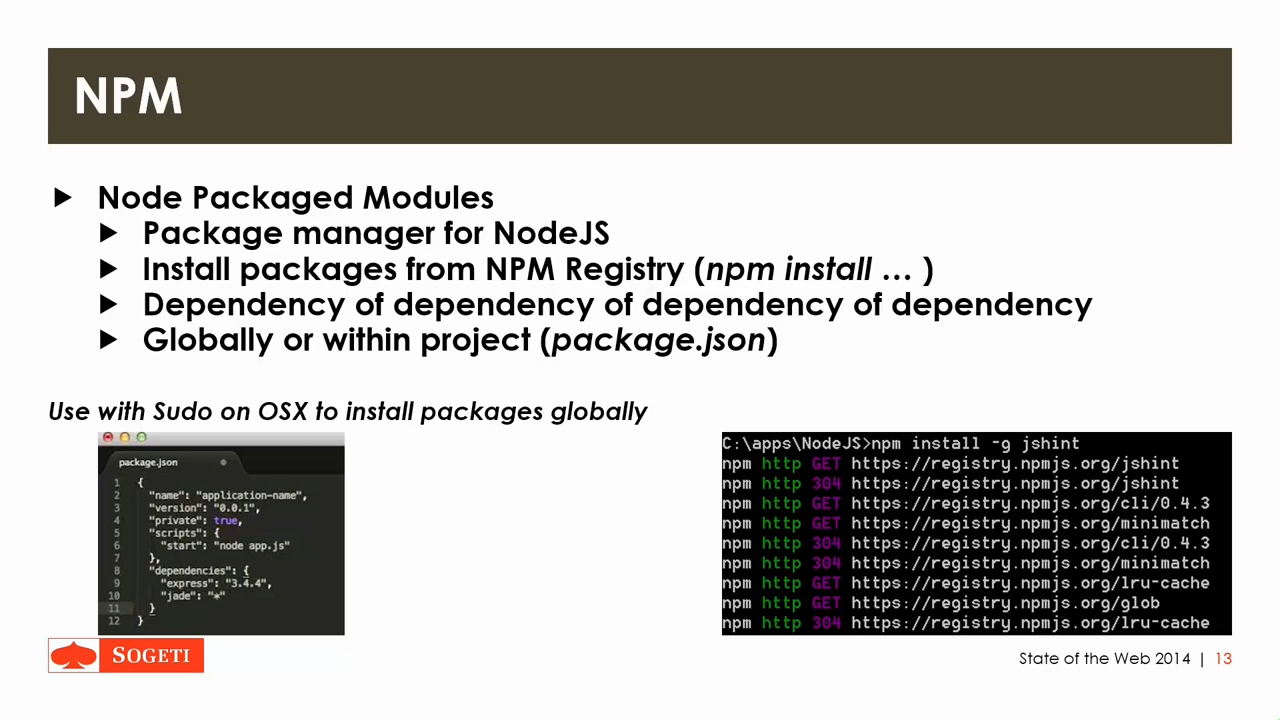 NPM
Node Packaged Modules
Package manager for NodeJS
Install packages from NPM Registry (npm install … )
Dependency of dependency of dependency of dependency
Globally or within project (package.json)
Use with Sudo on OSX to install packages globally
package.json
1 {
2 "name": "application-name",
3 "version": "0.0.1",
4 "private": true,
5 "scripts": {
6 "start": "node app.js"
7 },
8 "dependencies": {
9 "express": "3.4.4",
10 "jade": "*"
11 }
12 }
C:\apps\NodeJS>npm install -g jshint
npm http GET https://registry.npmjs.org/jshint
npm http 304 https://registry.npmjs.org/jshint
npm http GET https://registry.npmjs.org/cli/0.4.3
npm http GET https://registry.npmjs.org/minimatch
npm http 304 https://registry.npmjs.org/cli/0.4.3
npm http 304 https://registry.npmjs.org/minimatch
npm http GET https://registry.npmjs.org/lru-cache
npm http GET https://registry.npmjs.org/glob
npm http 304 https://registry.npmjs.org/lru-cache
SOGETI
State of the Web 2014 | 13